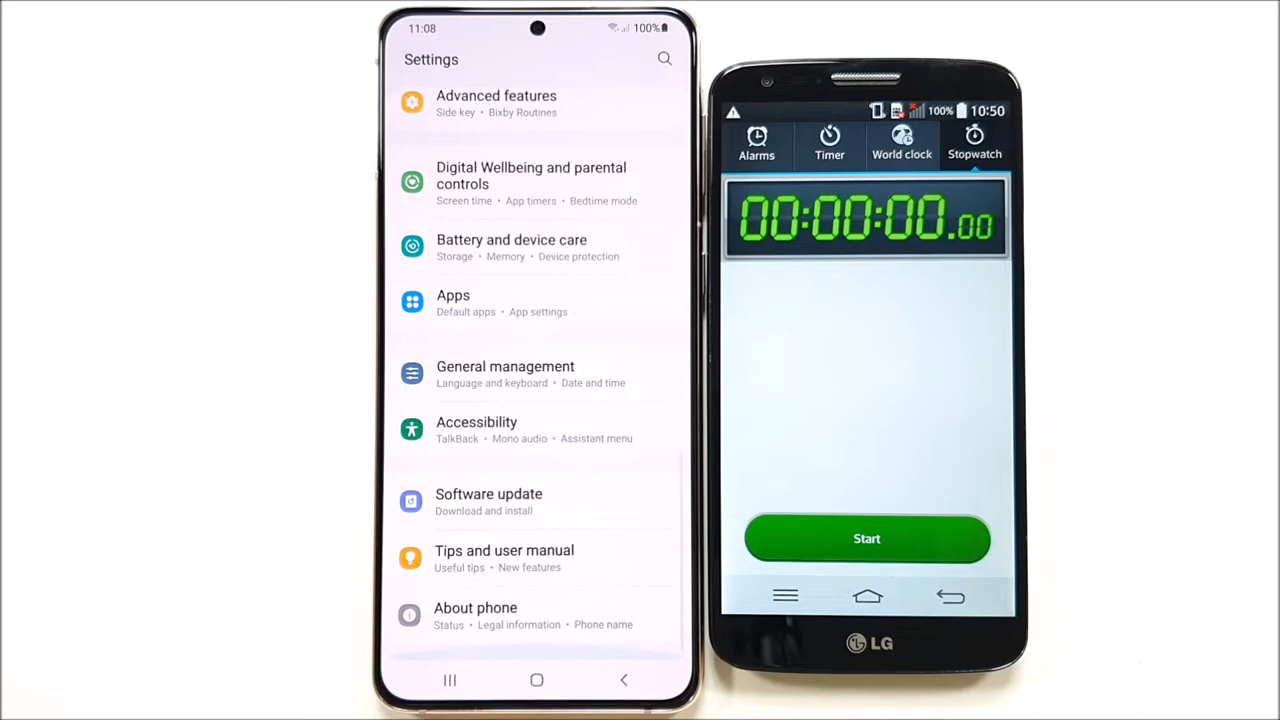 11:08
100%
Settings
Advanced features
Side key • Bixby Routines
Digital Wellbeing and parental
controls
Screen time • App timers • Bedtime mode
Battery and device care
Storage • Memory • Device protection
Apps
Default apps • App settings
General management
Language and keyboard • Date and time
Accessibility
TalkBack • Mono audio • Assistant menu
Software update
Download and install
Tips and user manual
Useful tips • New features
About phone
Status • Legal information • Phone name
100% 10:50
Alarms Timer World clock Stopwatch
00:00:00.00
Start
LG